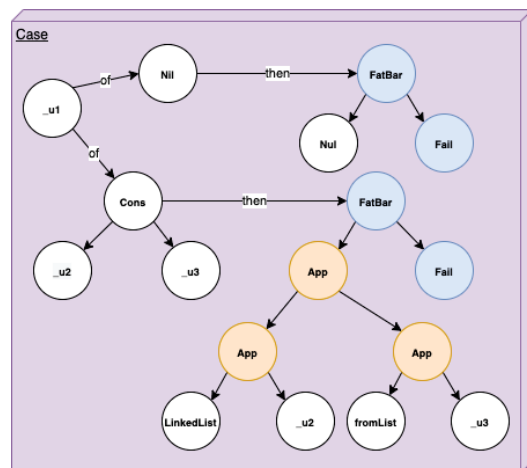 Case
Nil
then
FatBar
of
_u1
Nul
Fail
of
Cons
then
FatBar
_u2
_u3
App
Fail
App
App
LinkedList
_u2
fromList
_u3